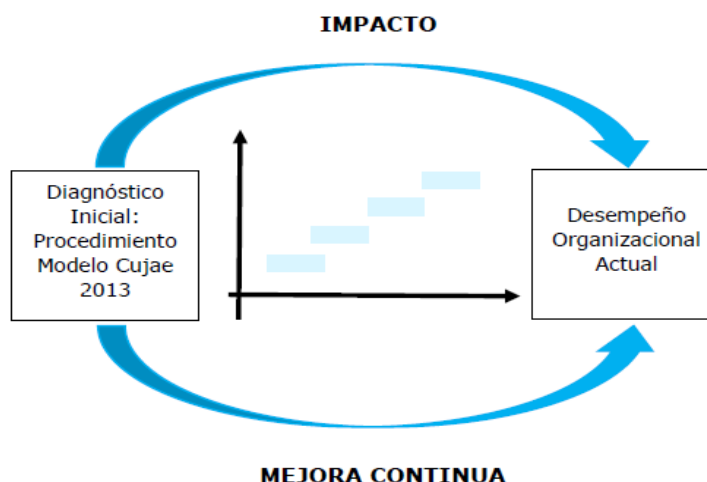 IMPACTO
Diagnóstico
Inicial:
Procedimiento
Modelo Cujae
2013
Desempeño
Organizacional
Actual
MEJORA CONTINUA